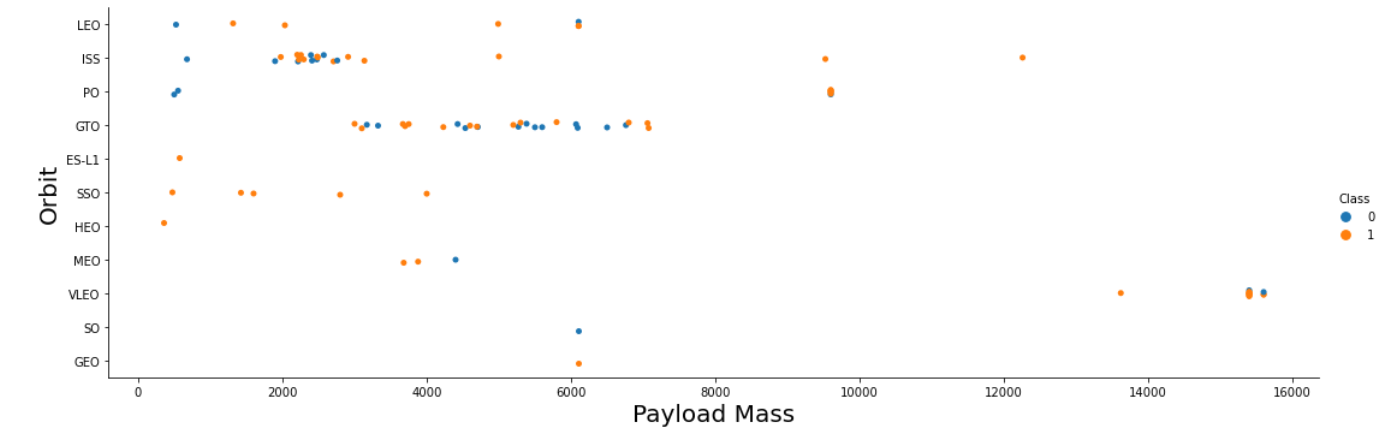 LEO
ISS
PO
GTO
ES-L1
SSO
HEO
MEO
VLEO
SO
GEO
Orbit
0 2000 4000 6000 8000 10000 12000 14000 16000
Payload Mass
Class
0
1